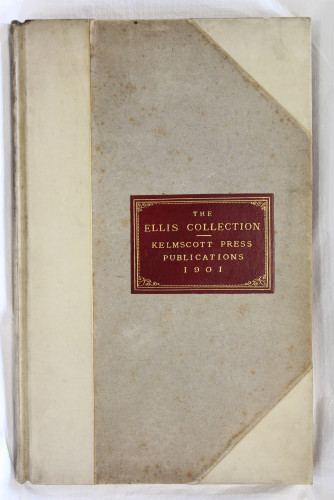 THE
ELLIS COLLECTION
KELMSCOTT PRESS
PUBLICATIONS
1901